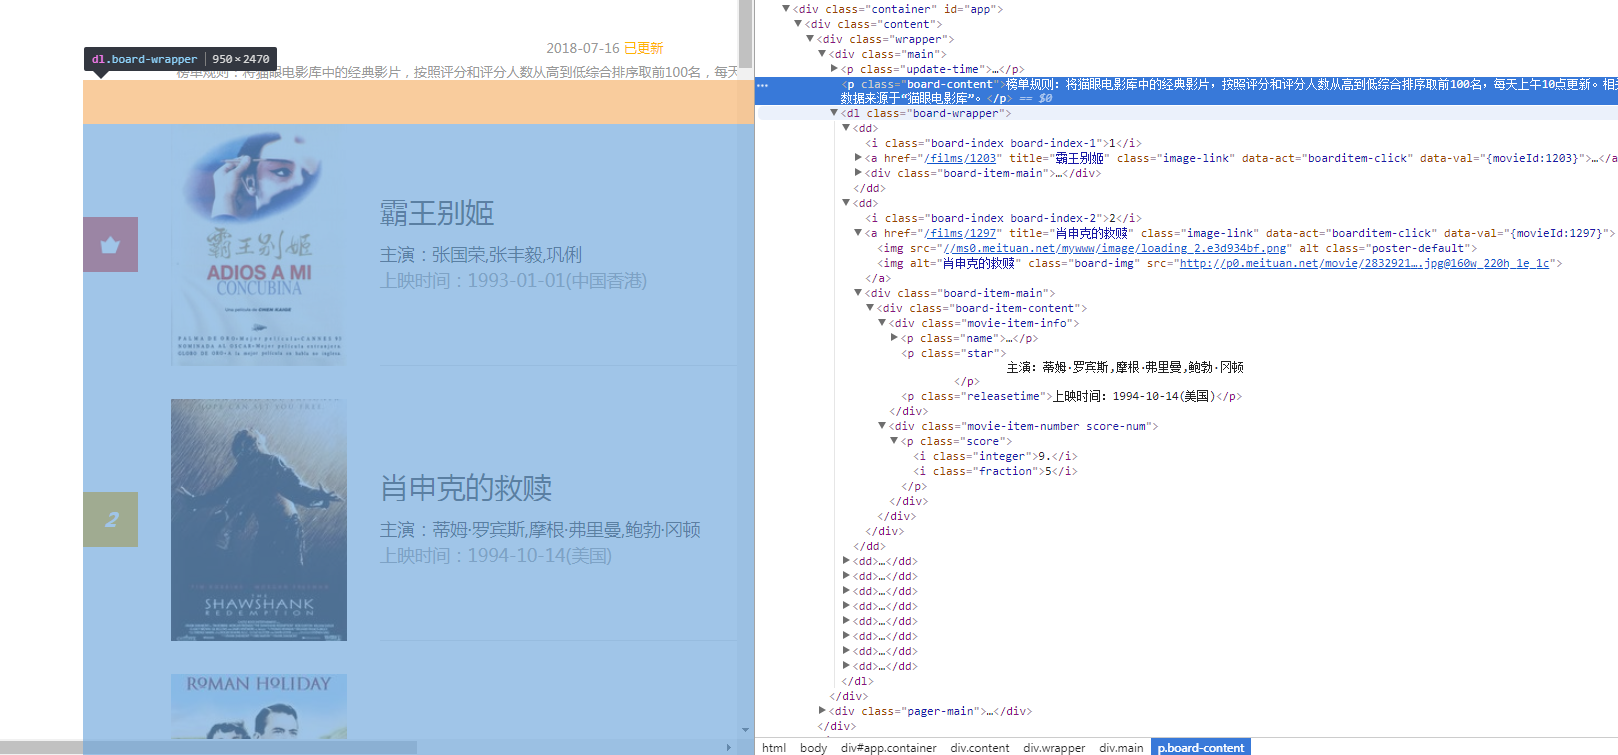 2018-07-16 已更新
dl.board-wrapper | 950×2470
榜单规则：将猫眼电影库中的经典影片，按照评分和评分人数从高到低综合排序取前100名，每天
霸王别姬
ADIOS A MI
CONCUBINA
霸王别姬
主演：张国荣,张丰毅,巩俐
上映时间：1993-01-01(中国香港)
2
THE
SHAWSHANK
REDEMPTION
肖申克的救赎
主演：蒂姆·罗宾斯,摩根·弗里曼,鲍勃·冈顿
上映时间：1994-10-14(美国)
ROMAN HOLIDAY
▼<div class="container" id="app">
▼<div class="content">
▼<div class="wrapper">
▼<div class="main">
▶<p class="update-time">…</p>
<p class="board-content">榜单规则：将猫眼电影库中的经典影片，按照评分和评分人数从高到低综合排序取前100名，每天上午10点更新。相关
数据来源于“猫眼电影库”。</p> == $0
▼<dl class="board-wrapper">
▼<dd>
<i class="board-index board-index-1">1</i>
▶<a href="/films/1203" title="霸王别姬" class="image-link" data-act="boarditem-click" data-val="{movieId:1203}">…</a
▶<div class="board-item-main">…</div>
</dd>
▼<dd>
<i class="board-index board-index-2">2</i>
▼<a href="/films/1297" title="肖申克的救赎" class="image-link" data-act="boarditem-click" data-val="{movieId:1297}">
<img src="//ms0.meituan.net/mywww/image/loading_2.e3d934bf.png" alt class="poster-default">
<img alt="肖申克的救赎" class="board-img" src="http://p0.meituan.net/movie/2832921….jpg@160w_220h_1e_1c">
</a>
▼<div class="board-item-main">
▼<div class="board-item-content">
▼<div class="movie-item-info">
▶<p class="name">…</p>
<p class="star">
主演：蒂姆·罗宾斯,摩根·弗里曼,鲍勃·冈顿
</p>
<p class="releasetime">上映时间：1994-10-14(美国)</p>
</div>
▼<div class="movie-item-number score-num">
▼<p class="score">
<i class="integer">9.</i>
<i class="fraction">5</i>
</p>
</div>
</div>
</div>
</dd>
▶<dd>…</dd>
▶<dd>…</dd>
▶<dd>…</dd>
▶<dd>…</dd>
▶<dd>…</dd>
▶<dd>…</dd>
▶<dd>…</dd>
▶<dd>…</dd>
</dl>
</div>
▶<div class="pager-main">…</div>
</div>
html body div#app.container div.content div.wrapper div.main p.board-content